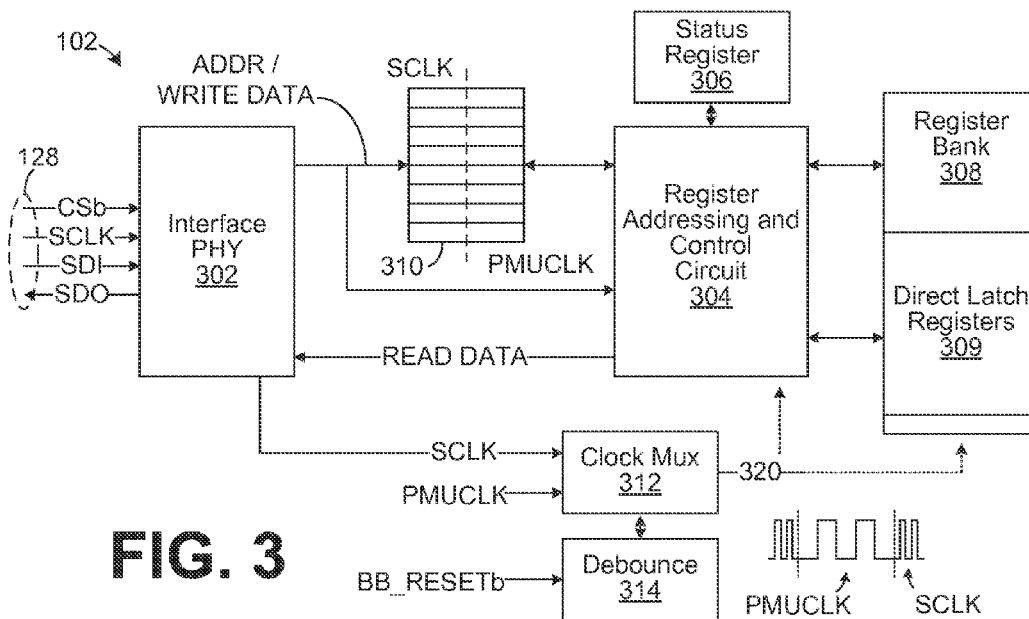 102
ADDR /
WRITE DATA
SCLK
Status
Register
306
128
CSb
SCLK
SDI
SDO
Interface
PHY
302
310
PMUCLK
Register
Addressing and
Control
Circuit
304
Register
Bank
308
Direct Latch
Registers
309
READ DATA
SCLK
PMUCLK
Clock Mux
312
320
FIG. 3
BB_RESETb
Debounce
314
PMUCLK
SCLK